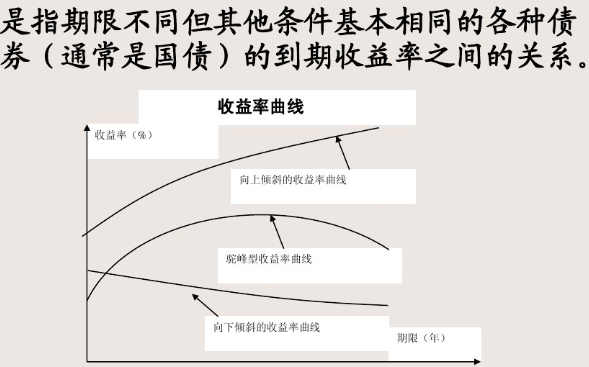 是指期限不同但其他条件基本相同的各种债
券（通常是国债）的到期收益率之间的关系。
收益率曲线
收益率（%）
向上倾斜的收益率曲线
驼峰型收益率曲线
向下倾斜的收益率曲线
期限（年）